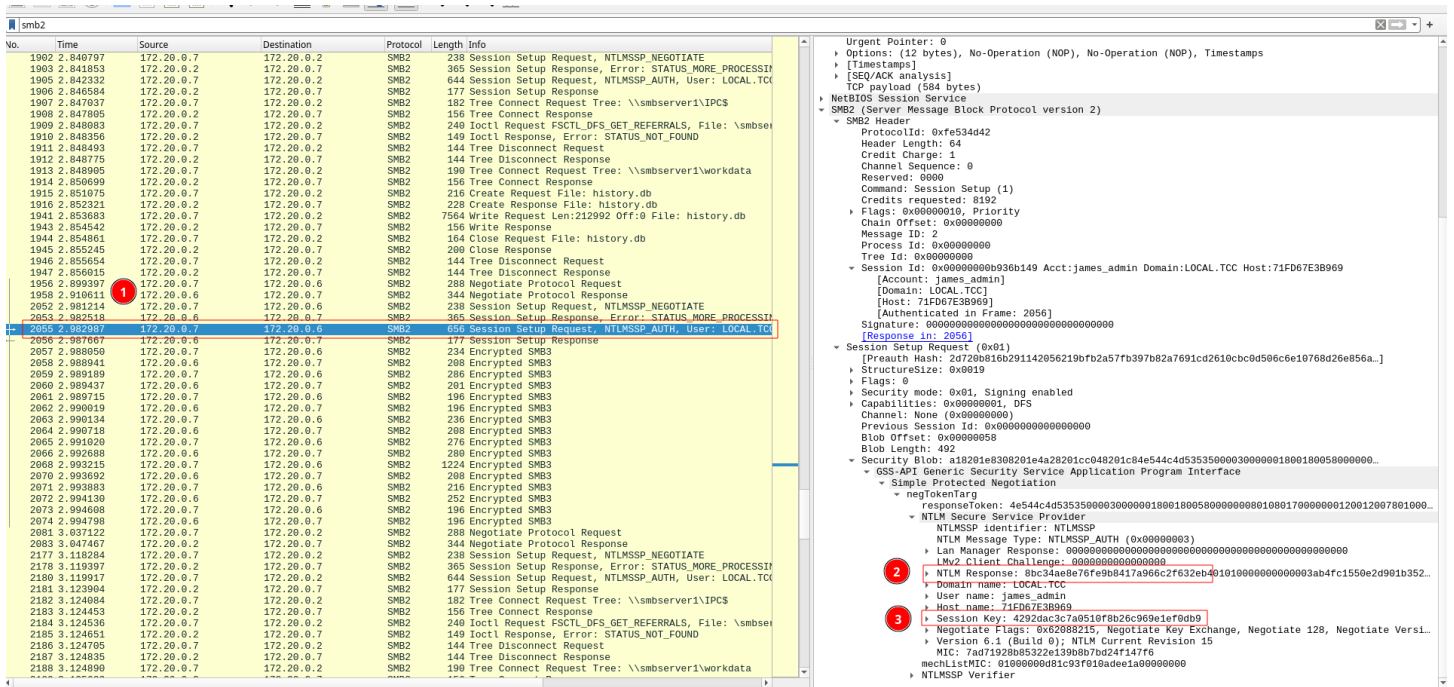 smb2
No. Time Source Destination Protocol Length Info
1902 2.840797 172.20.0.7 172.20.0.2 SMB2 238 Session Setup Request, NTLMSSP_NEGOTIATE
1903 2.841853 172.20.0.2 172.20.0.7 SMB2 365 Session Setup Response, Error: STATUS_MORE_PROCESSIN
1905 2.842332 172.20.0.7 172.20.0.2 SMB2 644 Session Setup Request, NTLMSSP_AUTH, User: LOCAL.TCC
1906 2.846584 172.20.0.2 172.20.0.7 SMB2 177 Session Setup Response
1907 2.847037 172.20.0.7 172.20.0.2 SMB2 182 Tree Connect Request Tree: \\smbserver1\IPC$
1908 2.847805 172.20.0.2 172.20.0.7 SMB2 156 Tree Connect Response
1909 2.848083 172.20.0.7 172.20.0.2 SMB2 240 Ioctl Request FSCTL_DFS_GET_REFERRALS, File: \smbser
1910 2.848356 172.20.0.2 172.20.0.7 SMB2 149 Ioctl Response, Error: STATUS_NOT_FOUND
1911 2.848493 172.20.0.7 172.20.0.2 SMB2 144 Tree Disconnect Request
1912 2.848775 172.20.0.2 172.20.0.7 SMB2 144 Tree Disconnect Response
1913 2.848905 172.20.0.7 172.20.0.2 SMB2 190 Tree Connect Request Tree: \\smbserver1\workdata
1914 2.850699 172.20.0.2 172.20.0.7 SMB2 156 Tree Connect Response
1915 2.851075 172.20.0.7 172.20.0.2 SMB2 216 Create Request File: history.db
1916 2.852321 172.20.0.2 172.20.0.7 SMB2 228 Create Response File: history.db
1941 2.853683 172.20.0.7 172.20.0.2 SMB2 7564 Write Request Len:212992 Off:0 File: history.db
1943 2.854542 172.20.0.2 172.20.0.7 SMB2 156 Write Response
1944 2.854861 172.20.0.7 172.20.0.2 SMB2 164 Close Request File: history.db
1945 2.855245 172.20.0.2 172.20.0.7 SMB2 200 Close Response
1946 2.855654 172.20.0.7 172.20.0.2 SMB2 144 Tree Disconnect Request
1947 2.856015 172.20.0.2 172.20.0.7 SMB2 144 Tree Disconnect Response
1956 2.899397 172.20.0.7 172.20.0.6 SMB2 288 Negotiate Protocol Request
1
1958 2.910611 172.20.0.6 172.20.0.7 SMB2 344 Negotiate Protocol Response
2052 2.981214 172.20.0.7 172.20.0.6 SMB2 238 Session Setup Request, NTLMSSP_NEGOTIATE
2053 2.982518 172.20.0.6 172.20.0.7 SMB2 365 Session Setup Response, Error: STATUS_MORE_PROCESSIN
2055 2.982987 172.20.0.7 172.20.0.6 SMB2 656 Session Setup Request, NTLMSSP_AUTH, User: LOCAL.TCC
2056 2.987667 172.20.0.6 172.20.0.7 SMB2 177 Session Setup Response
2057 2.988050 172.20.0.7 172.20.0.6 SMB2 234 Encrypted SMB3
2058 2.988941 172.20.0.6 172.20.0.7 SMB2 208 Encrypted SMB3
2059 2.989189 172.20.0.7 172.20.0.6 SMB2 286 Encrypted SMB3
2060 2.989437 172.20.0.6 172.20.0.7 SMB2 201 Encrypted SMB3
2061 2.989715 172.20.0.7 172.20.0.6 SMB2 196 Encrypted SMB3
2062 2.990019 172.20.0.6 172.20.0.7 SMB2 196 Encrypted SMB3
2063 2.990134 172.20.0.7 172.20.0.6 SMB2 236 Encrypted SMB3
2064 2.990718 172.20.0.6 172.20.0.7 SMB2 208 Encrypted SMB3
2065 2.991020 172.20.0.7 172.20.0.6 SMB2 276 Encrypted SMB3
2066 2.992688 172.20.0.6 172.20.0.7 SMB2 280 Encrypted SMB3
2068 2.993215 172.20.0.7 172.20.0.6 SMB2 1224 Encrypted SMB3
2070 2.993692 172.20.0.6 172.20.0.7 SMB2 208 Encrypted SMB3
2071 2.993883 172.20.0.7 172.20.0.6 SMB2 216 Encrypted SMB3
2072 2.994130 172.20.0.6 172.20.0.7 SMB2 252 Encrypted SMB3
2073 2.994608 172.20.0.7 172.20.0.6 SMB2 196 Encrypted SMB3
2074 2.994798 172.20.0.6 172.20.0.7 SMB2 196 Encrypted SMB3
2081 3.037122 172.20.0.7 172.20.0.2 SMB2 288 Negotiate Protocol Request
2083 3.047467 172.20.0.2 172.20.0.7 SMB2 344 Negotiate Protocol Response
2177 3.118284 172.20.0.7 172.20.0.2 SMB2 238 Session Setup Request, NTLMSSP_NEGOTIATE
2178 3.119397 172.20.0.2 172.20.0.7 SMB2 365 Session Setup Response, Error: STATUS_MORE_PROCESSIN
2180 3.119917 172.20.0.7 172.20.0.2 SMB2 644 Session Setup Request, NTLMSSP_AUTH, User: LOCAL.TCC
2181 3.123904 172.20.0.2 172.20.0.7 SMB2 177 Session Setup Response
2182 3.124084 172.20.0.7 172.20.0.2 SMB2 182 Tree Connect Request Tree: \\smbserver1\IPC$
2183 3.124453 172.20.0.2 172.20.0.7 SMB2 156 Tree Connect Response
2184 3.124536 172.20.0.7 172.20.0.2 SMB2 240 Ioctl Request FSCTL_DFS_GET_REFERRALS, File: \smbser
2185 3.124651 172.20.0.2 172.20.0.7 SMB2 149 Ioctl Response, Error: STATUS_NOT_FOUND
2186 3.124705 172.20.0.7 172.20.0.2 SMB2 144 Tree Disconnect Request
2187 3.124835 172.20.0.2 172.20.0.7 SMB2 144 Tree Disconnect Response
2188 3.124890 172.20.0.7 172.20.0.2 SMB2 190 Tree Connect Request Tree: \\smbserver1\workdata
Urgent Pointer: 0
Options: (12 bytes), No-Operation (NOP), No-Operation (NOP), Timestamps
[Timestamps]
[SEQ/ACK analysis]
TCP payload (584 bytes)
NetBIOS Session Service
SMB2 (Server Message Block Protocol version 2)
SMB2 Header
ProtocolId: 0xfe534d42
Header Length: 64
Credit Charge: 1
Channel Sequence: 0
Reserved: 0000
Command: Session Setup (1)
Credits requested: 8192
Flags: 0x00000010, Priority
Chain Offset: 0x00000000
Message ID: 2
Process Id: 0x00000000
Tree Id: 0x00000000
Session Id: 0x00000000b936b149 Acct:james_admin Domain:LOCAL.TCC Host:71FD67E3B969
[Account: james_admin]
[Domain: LOCAL.TCC]
[Host: 71FD67E3B969]
[Authenticated in Frame: 2056]
Signature: 00000000000000000000000000000000
[Response in: 2056]
Session Setup Request (0x01)
[Preauth Hash: 2d720b816b291142056219bfb2a57fb397b82a7691cd2610cbc0d506c6e10768d26e856a…]
StructureSize: 0x0019
Flags: 0
Security mode: 0x01, Signing enabled
Capabilities: 0x00000001, DFS
Channel: None (0x00000000)
Previous Session Id: 0x0000000000000000
Blob Offset: 0x00000058
Blob Length: 492
Security Blob: a18201e8308201e4a28201cc048201c84e544c4d5353500003000000180018005800​0000…
GSS-API Generic Security Service Application Program Interface
Simple Protected Negotiation
negTokenTarg
responseToken: 4e544c4d53535000030000001800180058000000080108017000000012001200780​1000…
NTLM Secure Service Provider
NTLMSSP identifier: NTLMSSP
NTLM Message Type: NTLMSSP_AUTH (0x00000003)
Lan Manager Response: 000000000000000000000000000000000000000000000000
LMv2 Client Challenge: 0000000000000000
2
NTLM Response: 8bc34ae8e76fe9b8417a966c2f632eb401010000000000003ab4fc1550e2d901b352…
Domain name: LOCAL.TCC
User name: james_admin
Host name: 71FD67E3B969
3
Session Key: 4292dac3c7a0510f8b26c969e1ef0db9
Negotiate Flags: 0x62088215, Negotiate Key Exchange, Negotiate 128, Negotiate Versi…
Version 6.1 (Build 0); NTLM Current Revision 15
MIC: 7ad71928b85322e139b8b7bd24f147f6
mechListMIC: 01000000d81c93f010adee1a00000000
NTLMSSP Verifier